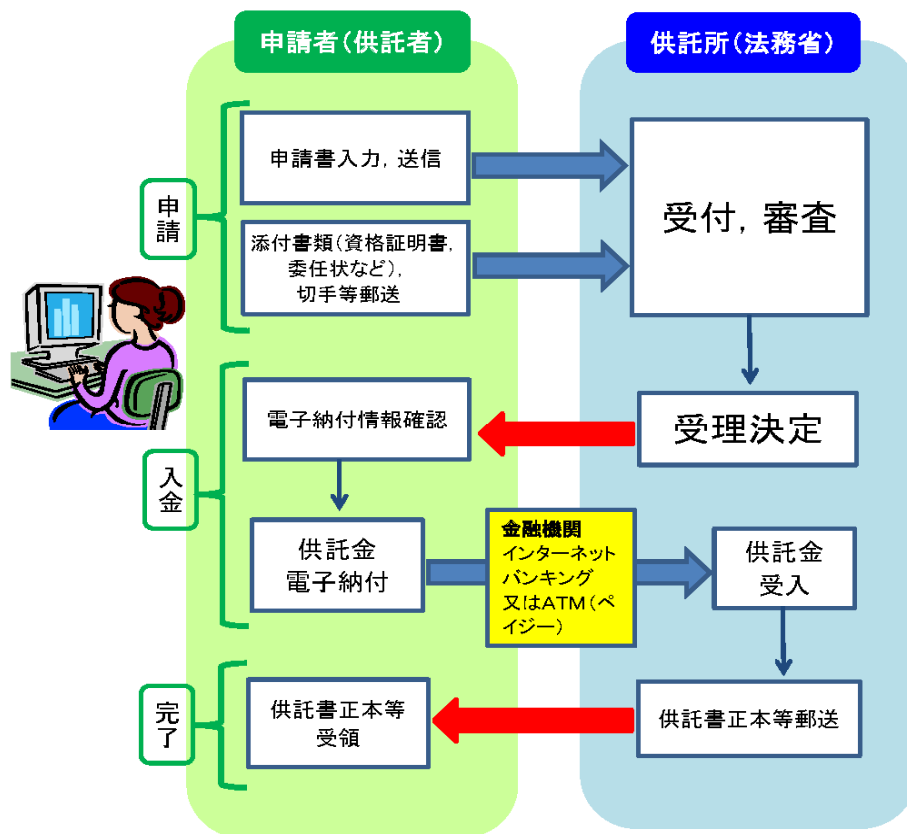 申請者（供託者）
供託所（法務省）
申請
申請書入力，送信
添付書類（資格証明書，
委任状など），
切手等郵送
受付，審査
入金
電子納付情報確認
受理決定
供託金
電子納付
金融機関
インターネット
バンキング
又はＡＴＭ（ペ
イジー）
供託金
受入
完了
供託書正本等
受領
供託書正本等郵送